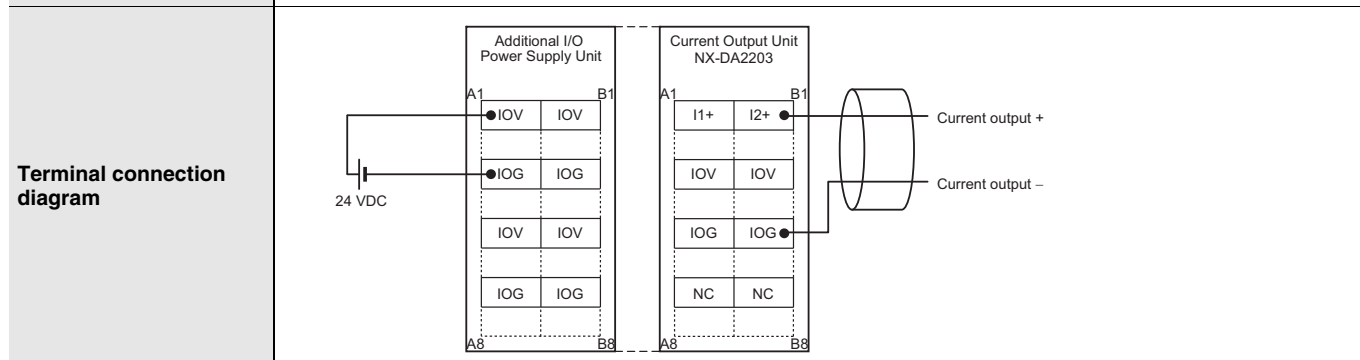 Terminal connection
diagram
24 VDC
Additional I/O
Power Supply Unit
A1 B1
IOV IOV
IOG IOG
IOV IOV
IOG IOG
A8 B8
Current Output Unit
NX-DA2203
A1 B1
I1+ I2+
IOV IOV
IOG IOG
NC NC
A8 B8
Current output +
Current output −